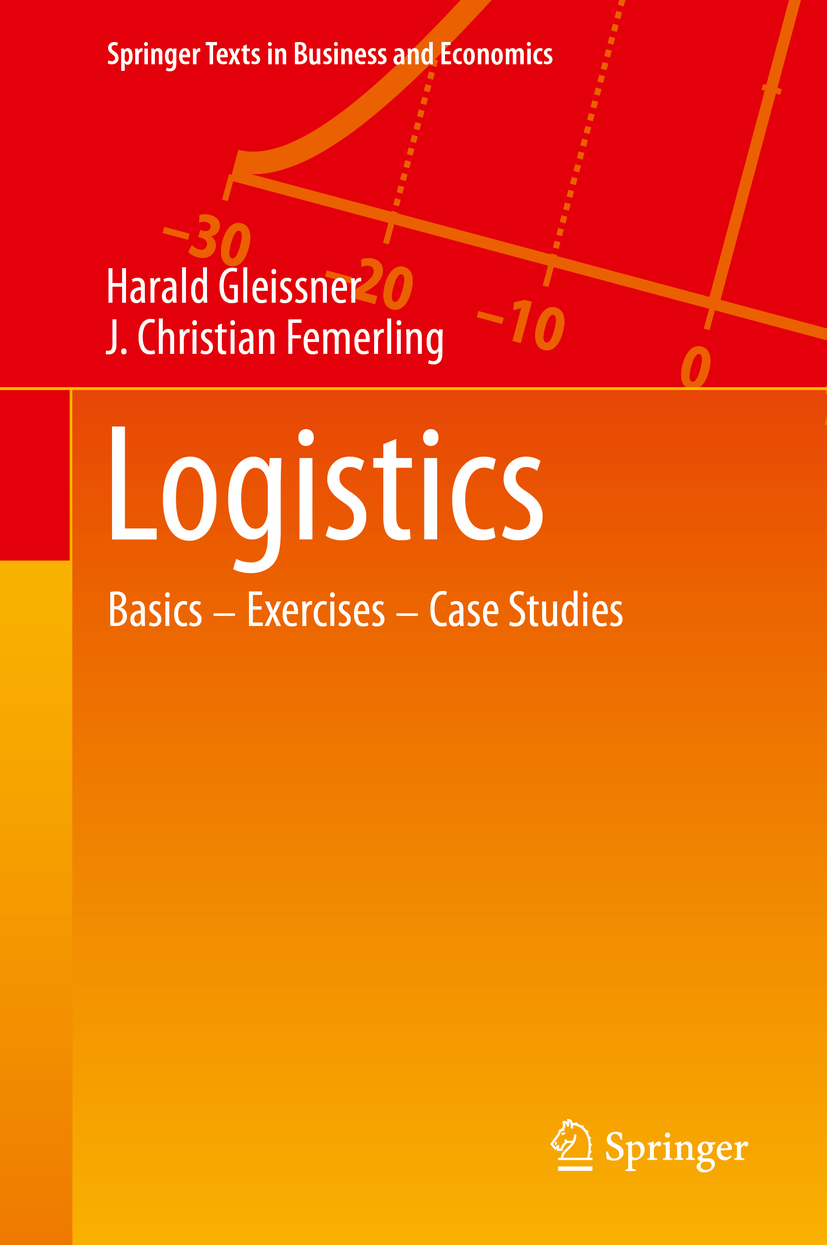 Springer Texts in Business and Economics
–30
–20
–10
0
Harald Gleissner
J. Christian Femerling
Logistics
Basics – Exercises – Case Studies
Springer